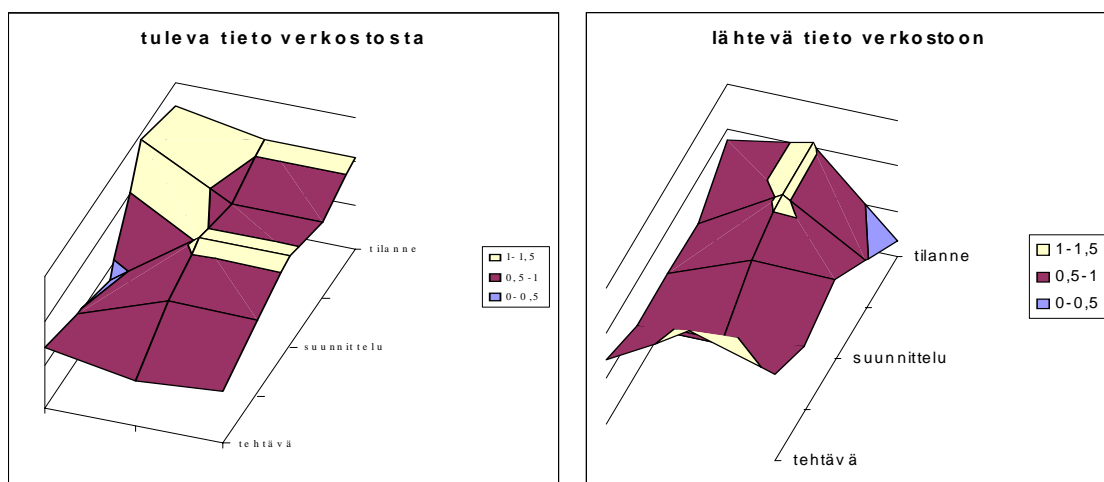 tuleva tieto verkostosta
tilanne
suunnittelu
tehtävä
1-1,5
0,5-1
0-0,5
lähtevä tieto verkostoon
tilanne
suunnittelu
tehtävä
1-1,5
0,5-1
0-0,5